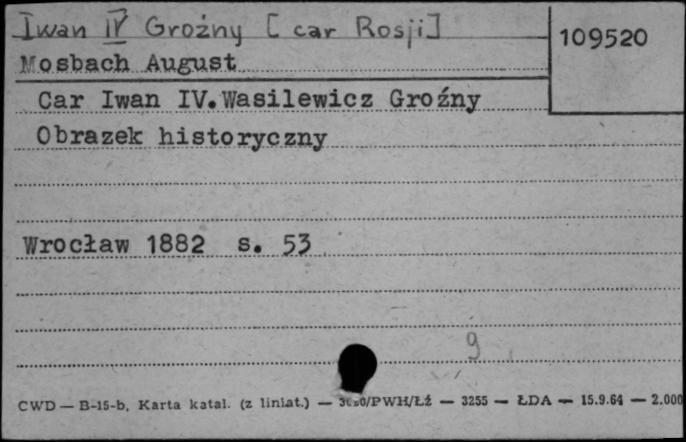 Iwan IV Groźny [car Rosji]
109520
Mosbach August
Car Iwan IV.Wasilewicz Groźny
Obrazek historyczny
Wrocław 1882 s. 53
9
CWD — B-15-b, Karta katal. (z liniat.) — /PWH/Łź — 3255 — ŁDA — 15.9.64 — 2.000